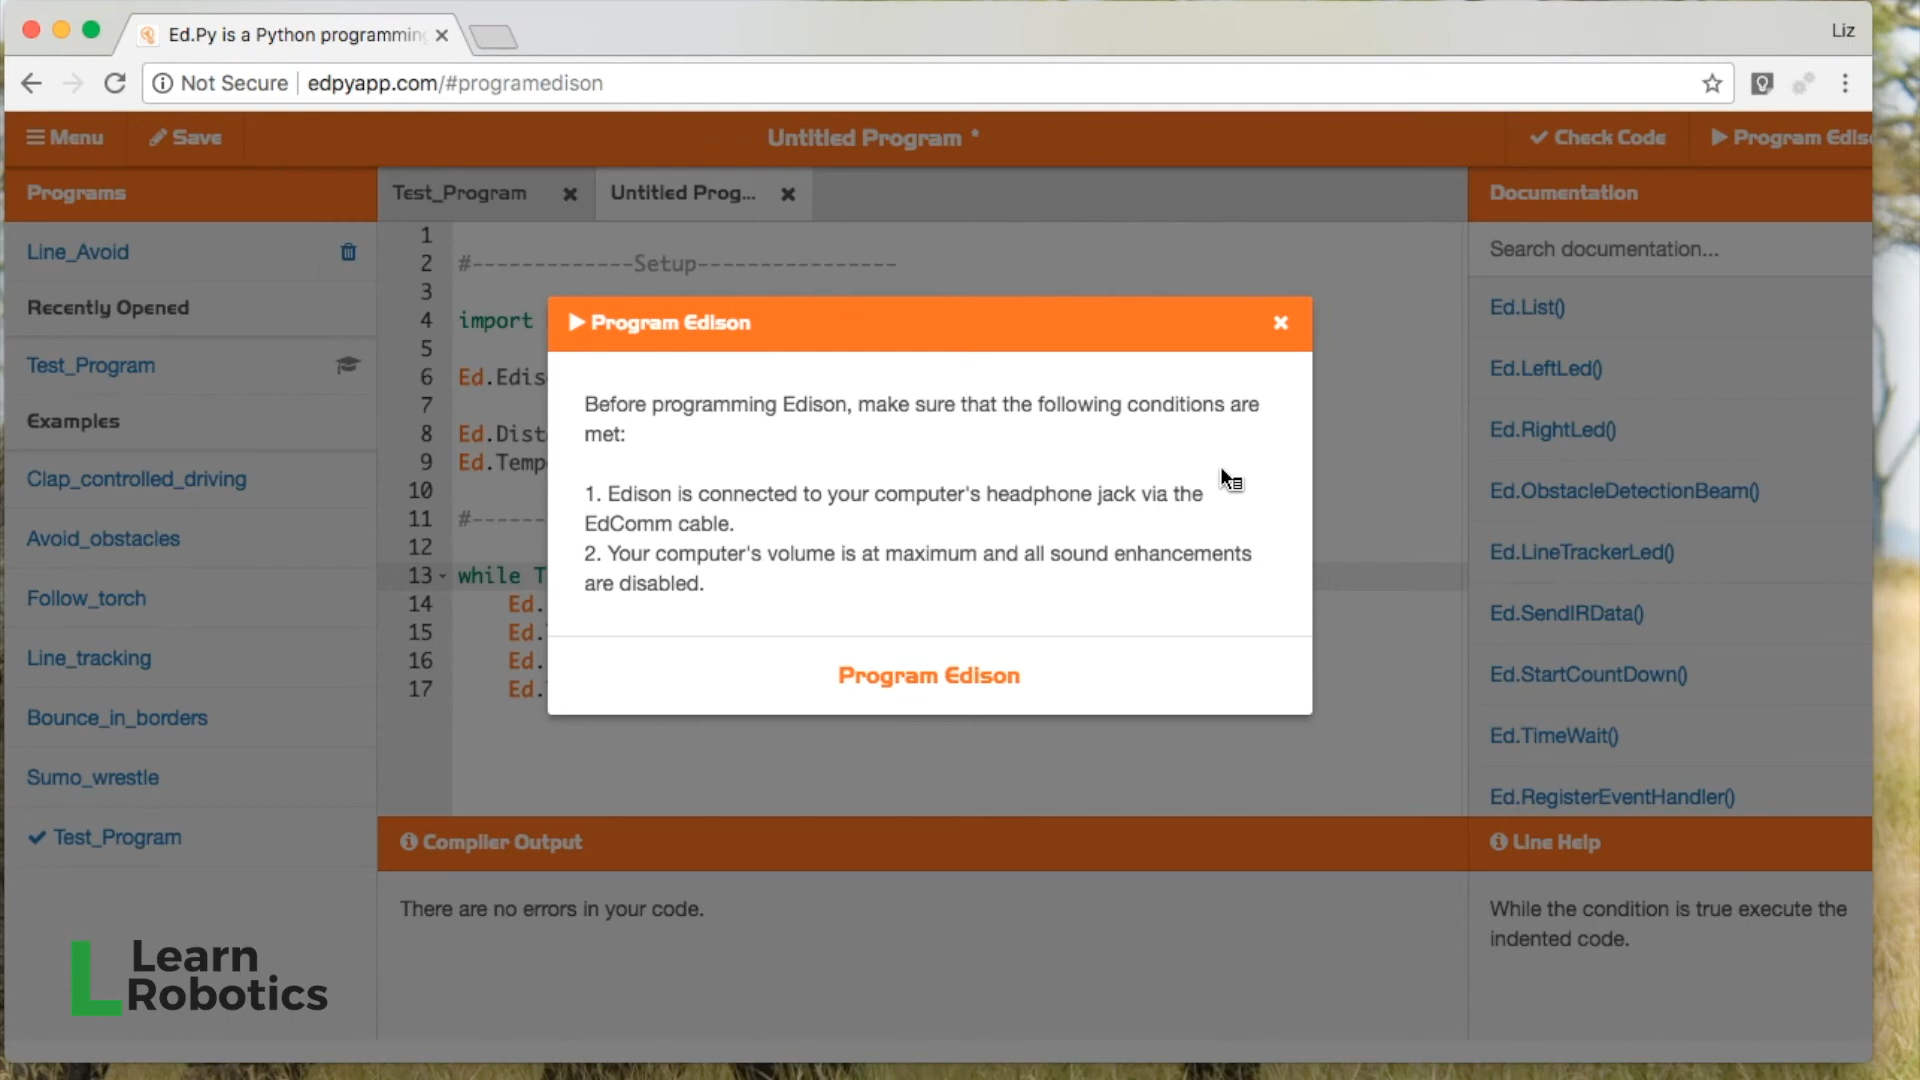 Ed.Py is a Python programming
Liz
Not Secure
edpyapp.com/#programedison
Menu
Save
Untitled Program *
Check Code
Program Edis
Programs
Test_Program
Untitled Prog...
Documentation
Line_Avoid
Recently Opened
Test_Program
Examples
Clap_controlled_driving
Avoid_obstacles
Follow_torch
Line_tracking
Bounce_in_borders
Sumo_wrestle
Test_Program
1
2 #-------------Setup----------------
3
4 import
5
6 Ed.Edis
7
8 Ed.Dist
9 Ed.Temp
10
11 #-------
12
13 while T
14 Ed.
15 Ed.
16 Ed.
17 Ed.
Program Edison
Before programming Edison, make sure that the following conditions are
met:
1. Edison is connected to your computer's headphone jack via the
EdComm cable.
2. Your computer's volume is at maximum and all sound enhancements
are disabled.
Program Edison
Search documentation...
Ed.List()
Ed.LeftLed()
Ed.RightLed()
Ed.ObstacleDetectionBeam()
Ed.LineTrackerLed()
Ed.SendIRData()
Ed.StartCountDown()
Ed.TimeWait()
Ed.RegisterEventHandler()
Compiler Output
There are no errors in your code.
Line Help
While the condition is true execute the
indented code.
Learn
Robotics